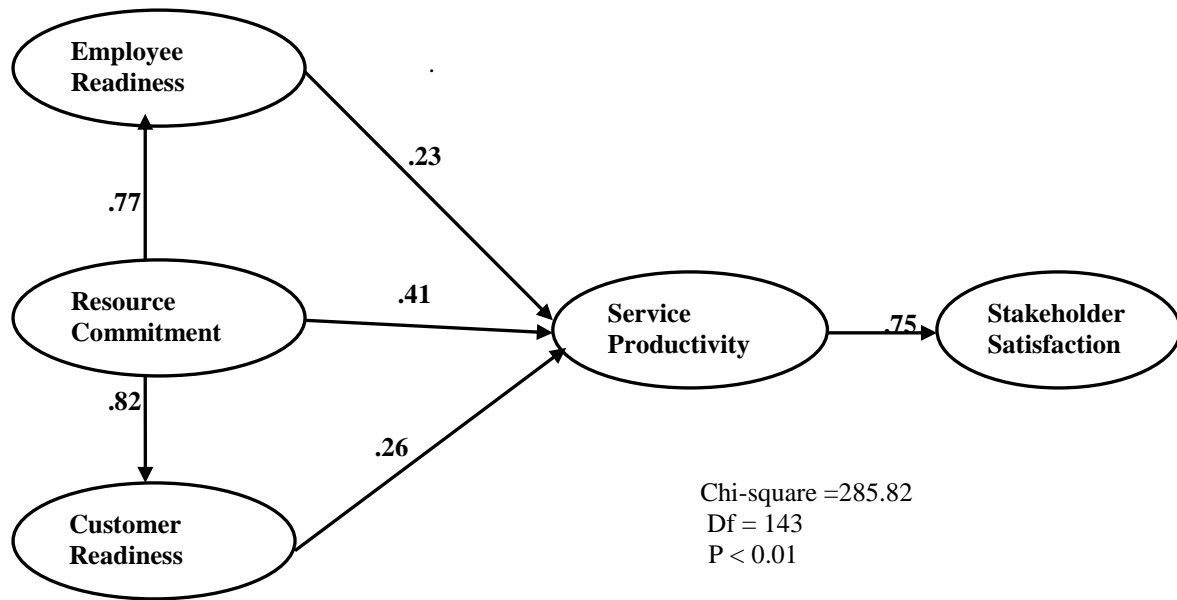 Employee
Readiness
.
.23
.77
Resource
Commitment
.41
Service
Productivity
.75
Stakeholder
Satisfaction
.82
.26
Customer
Readiness
Chi-square =285.82
Df = 143
P < 0.01